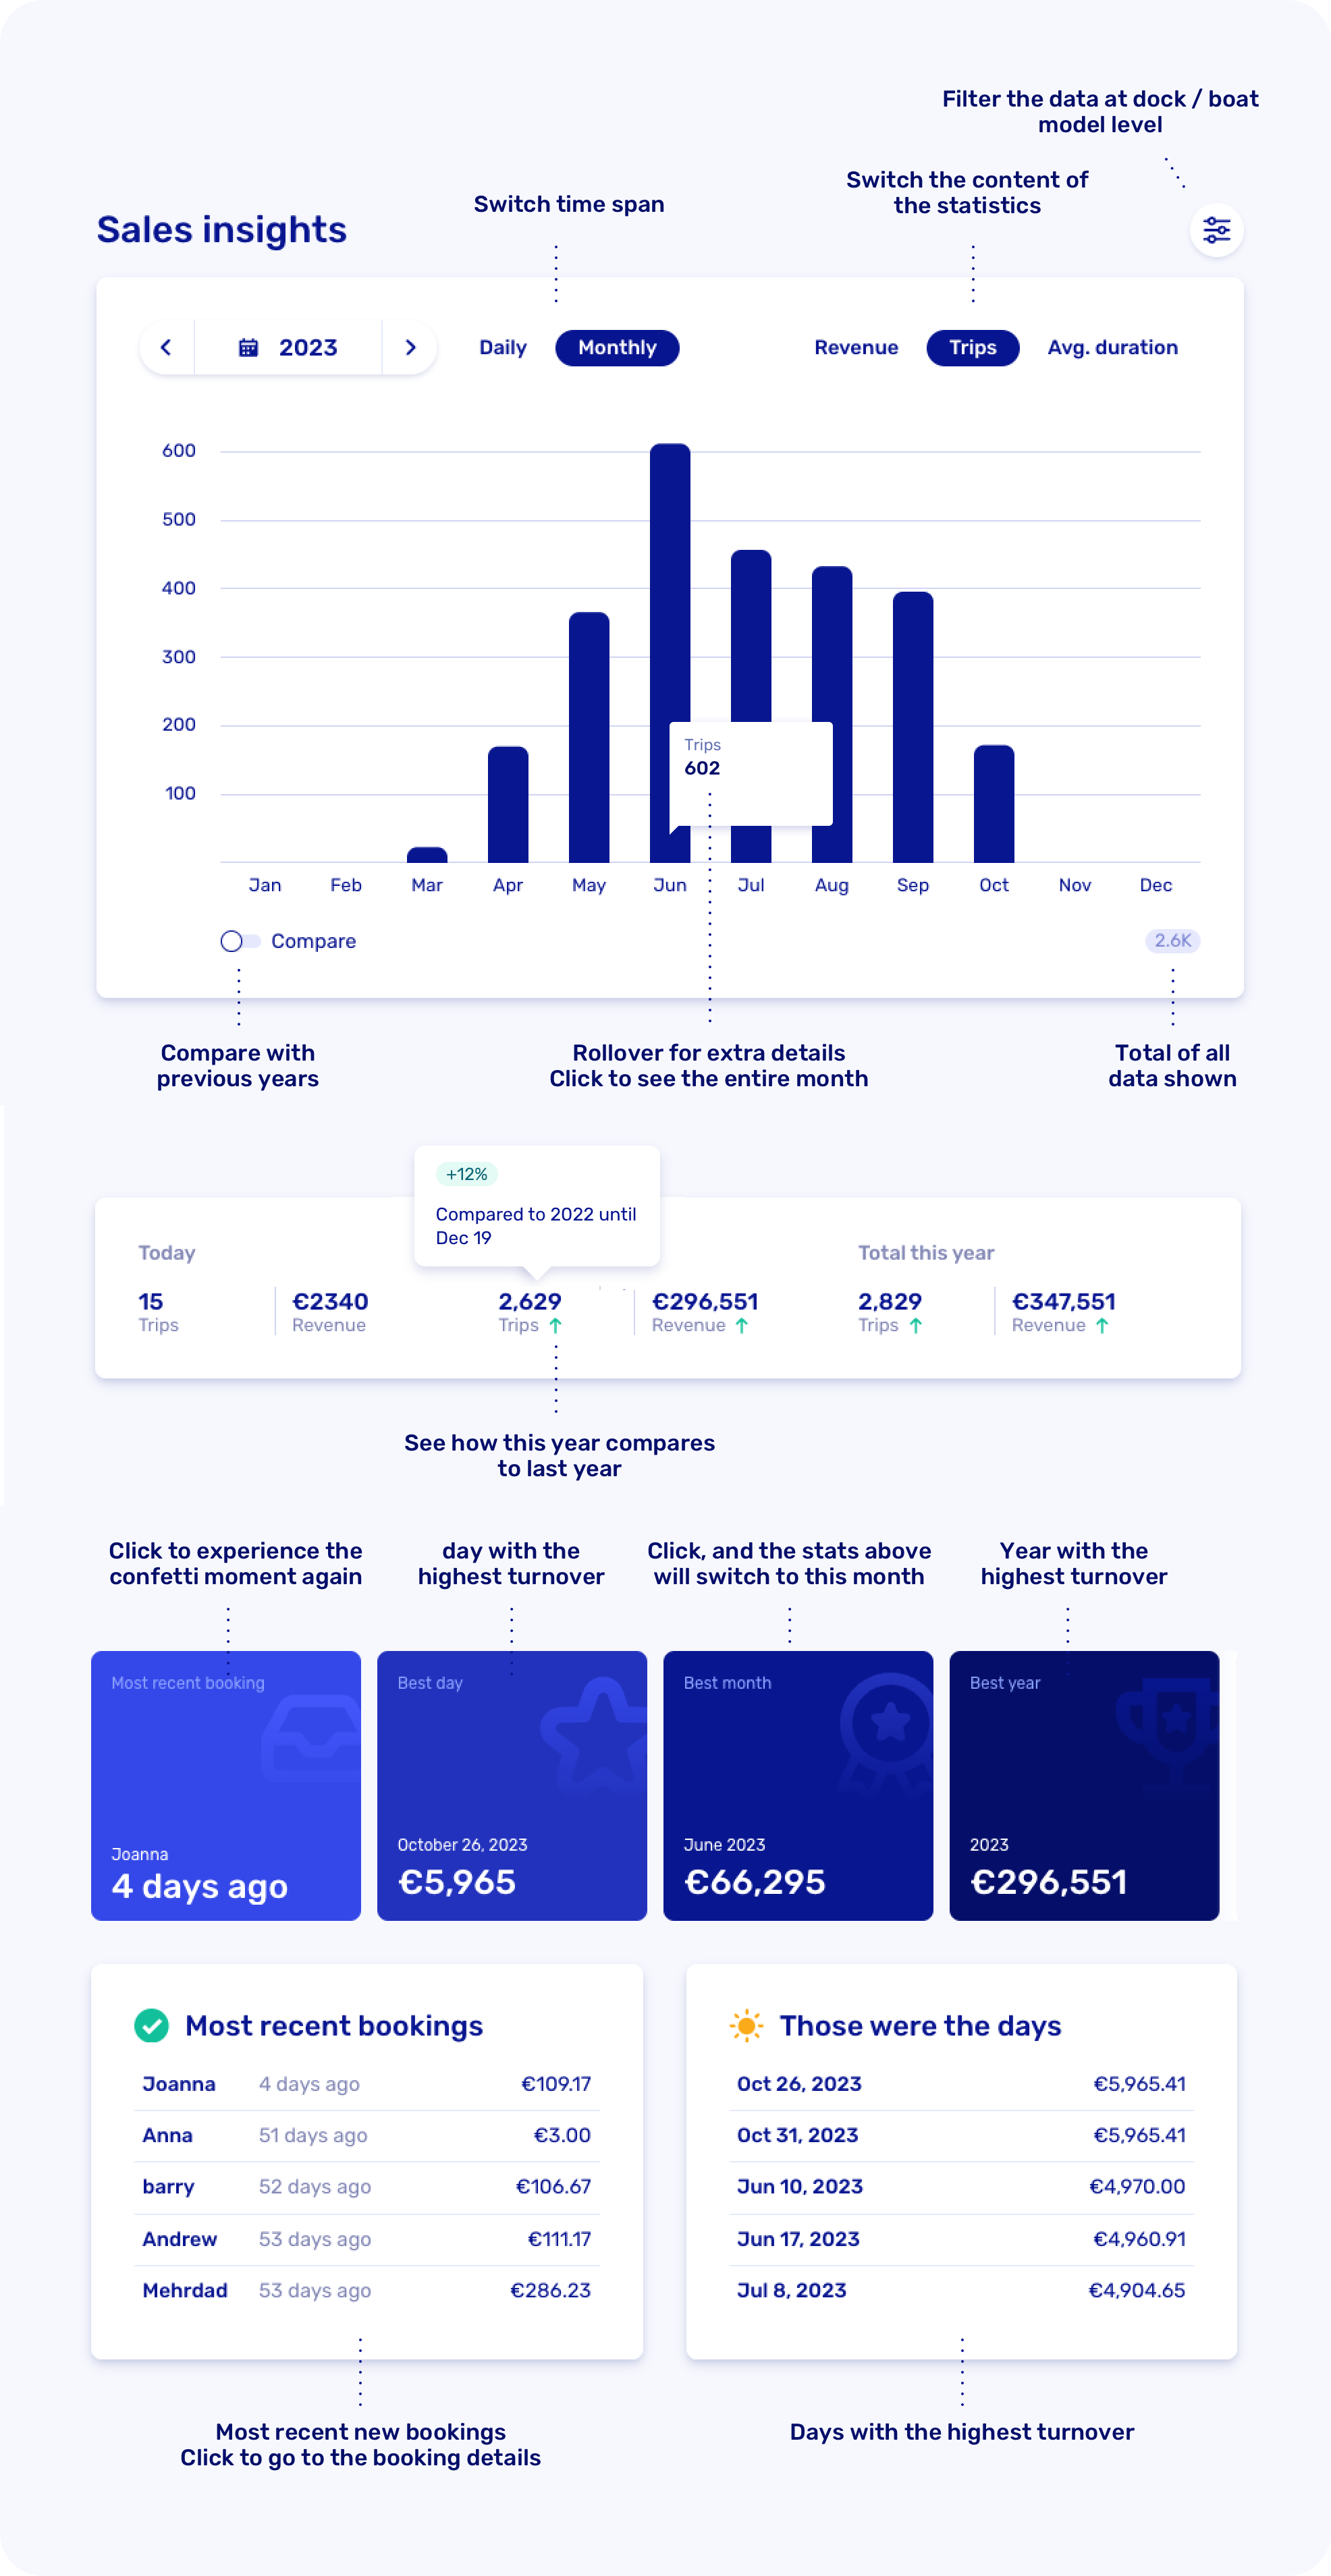 Filter the data at dock / boat
model level
Switch the content of
the statistics
Switch time span
Sales insights
2023
Daily
Monthly
Revenue
Trips
Avg. duration
600
500
400
300
200
100
Trips
602
Jan
Feb
Mar
Apr
May
Jun
Jul
Aug
Sep
Oct
Nov
Dec
Compare
2.6K
Compare with
previous years
Rollover for extra details
Click to see the entire month
Total of all
data shown
+12%
Compared to 2022 until
Dec 19
Today
Total this year
15
Trips
€2340
Revenue
2,629
Trips
€296,551
Revenue
2,829
Trips
€347,551
Revenue
See how this year compares
to last year
Click to experience the
confetti moment again
day with the
highest turnover
Click, and the stats above
will switch to this month
Year with the
highest turnover
Most recent booking
Joanna
4 days ago
Best day
October 26, 2023
€5,965
Best month
June 2023
€66,295
Best year
2023
€296,551
Most recent bookings
Joanna 4 days ago €109.17
Anna 51 days ago €3.00
barry 52 days ago €106.67
Andrew 53 days ago €111.17
Mehrdad 53 days ago €286.23
Those were the days
Oct 26, 2023 €5,965.41
Oct 31, 2023 €5,965.41
Jun 10, 2023 €4,970.00
Jun 17, 2023 €4,960.91
Jul 8, 2023 €4,904.65
Most recent new bookings
Click to go to the booking details
Days with the highest turnover